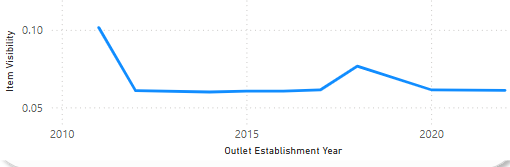 0.10
Item Visibility
0.05
2010 2015 2020
Outlet Establishment Year